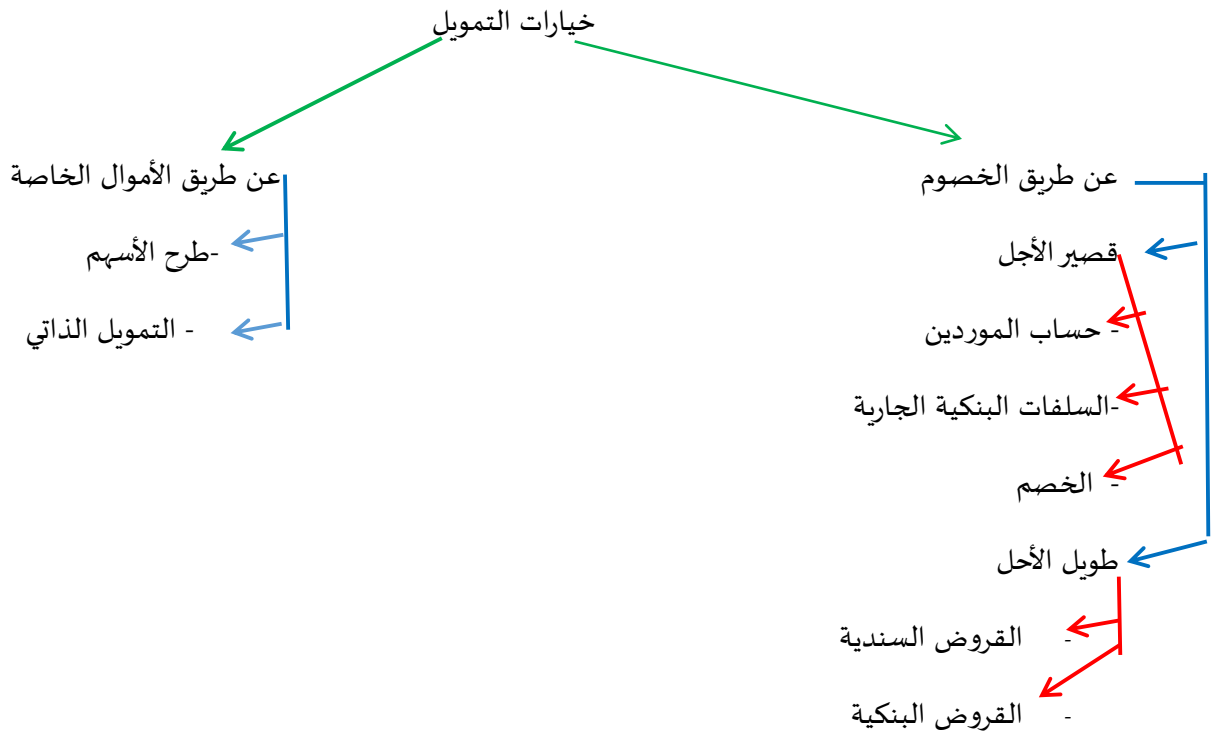 خيارات التمويل
عن طريق الخصوم
قصير الأجل
- حساب الموردين
-السلفات البنكية الجارية
- الخصم
طويل الأحل
- القروض السندية
- القروض البنكية
عن طريق الأموال الخاصة
-طرح الأسهم
- التمويل الذاتي